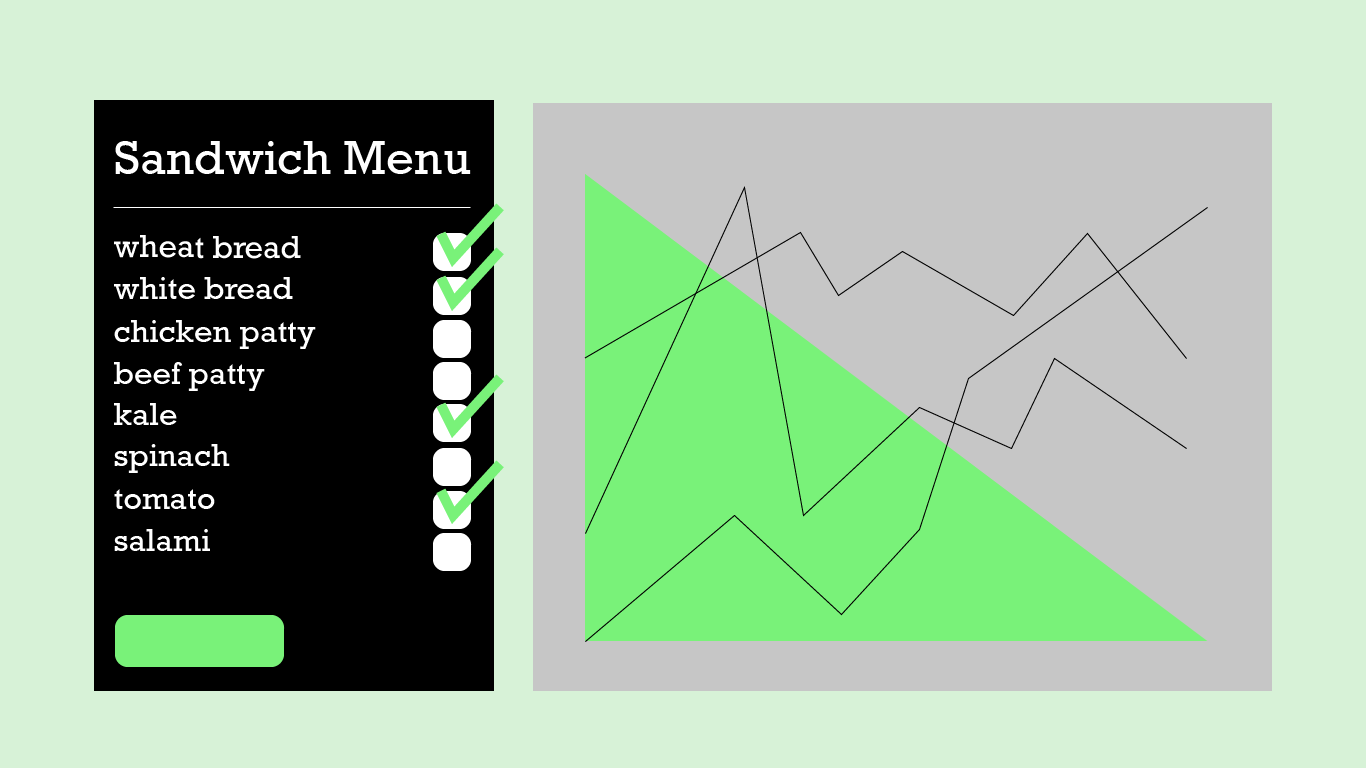 Sandwich Menu
wheat bread
white bread
chicken patty
beef patty
kale
spinach
tomato
salami